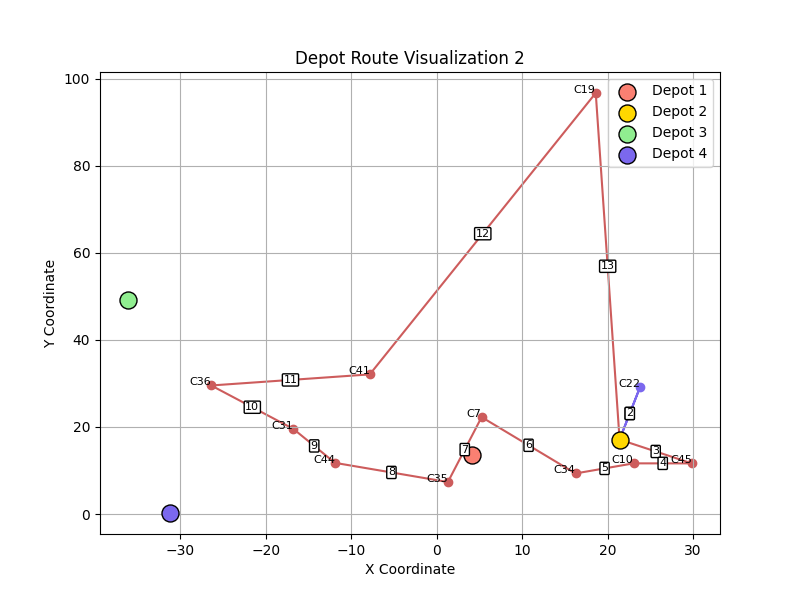 Depot Route Visualization 2
Depot 1
Depot 2
Depot 3
Depot 4
C19
12
13
C36
11
C41
C22
10
C31
9
C44
8
C35
7
C7
6
C34
5
C10
4
C45
3
2
100
80
60
40
20
0
−30
−20
−10
0
10
20
30
X Coordinate
Y Coordinate